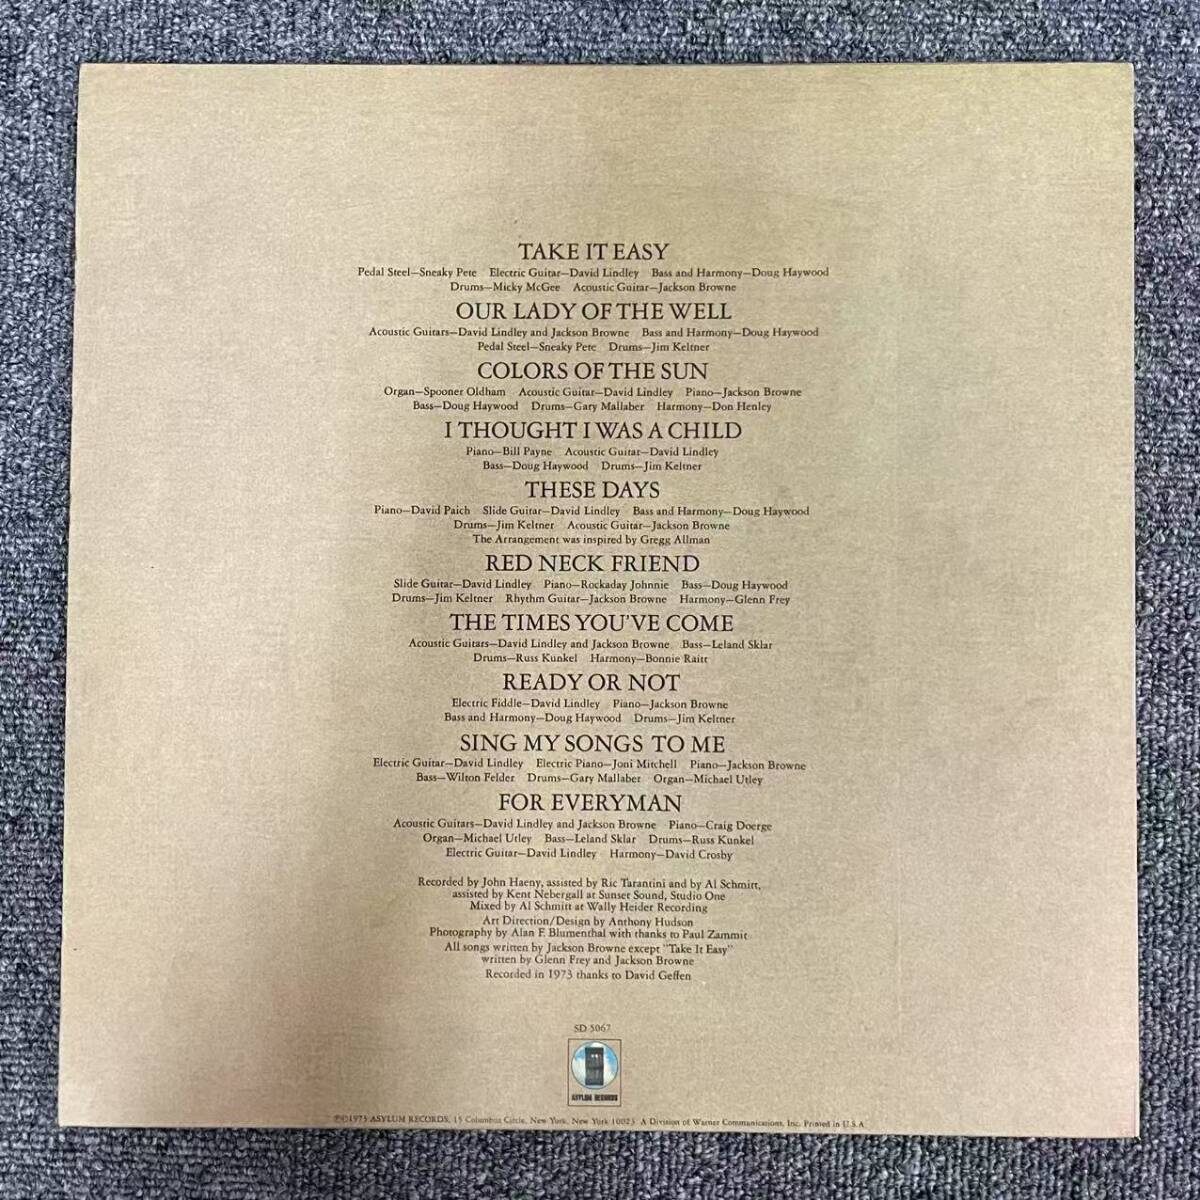 TAKE IT EASY
Pedal Steel—Sneaky Pete Electric Guitar—David Lindley Bass and Harmony—Doug Haywood
Drums—Micky McGee Acoustic Guitar—Jackson Browne
OUR LADY OF THE WELL
Acoustic Guitars—David Lindley and Jackson Browne Bass and Harmony—Doug Haywood
Pedal Steel—Sneaky Pete Drums—Jim Keltner
COLORS OF THE SUN
Organ—Spooner Oldham Acoustic Guitar—David Lindley Piano—Jackson Browne
Bass—Doug Haywood Drums—Gary Mallaber Harmony—Don Henley
I THOUGHT I WAS A CHILD
Piano—Bill Payne Acoustic Guitar—David Lindley
Bass—Doug Haywood Drums—Jim Keltner
THESE DAYS
Piano—David Paich Slide Guitar—David Lindley Bass and Harmony—Doug Haywood
Drums—Jim Keltner Acoustic Guitar—Jackson Browne
The Arrangement was inspired by Gregg Allman
RED NECK FRIEND
Slide Guitar—David Lindley Piano—Rockaday Johnnie Bass—Doug Haywood
Drums—Jim Keltner Rhythm Guitar—Jackson Browne Harmony—Glenn Frey
THE TIMES YOU'VE COME
Acoustic Guitars—David Lindley and Jackson Browne Bass—Leland Sklar
Drums—Russ Kunkel Harmony—Bonnie Raitt
READY OR NOT
Electric Fiddle—David Lindley Piano—Jackson Browne
Bass and Harmony—Doug Haywood Drums—Jim Keltner
SING MY SONGS TO ME
Electric Guitar—David Lindley Electric Piano—Joni Mitchell Piano—Jackson Browne
Bass—Wilton Felder Drums—Gary Mallaber Organ—Michael Utley
FOR EVERYMAN
Acoustic Guitars—David Lindley and Jackson Browne Piano—Craig Doerge
Organ—Michael Utley Bass—Leland Sklar Drums—Russ Kunkel
Electric Guitar—David Lindley Harmony—David Crosby
Recorded by John Haeny, assisted by Ric Tarantini and by Al Schmitt,
assisted by Kent Nebergall at Sunset Sound, Studio One
Mixed by Al Schmitt at Wally Heider Recording
Art Direction/Design by Anthony Hudson
Photography by Alan F. Blumenthal with thanks to Paul Zammit
All songs written by Jackson Browne except "Take It Easy"
written by Glenn Frey and Jackson Browne
Recorded in 1973 thanks to David Geffen
SD 5067
ASYLUM RECORDS
℗©1973 ASYLUM RECORDS, 15 Columbus Circle, New York, New York 10023 A Division of Warner Communications, Inc. Printed in U.S.A.